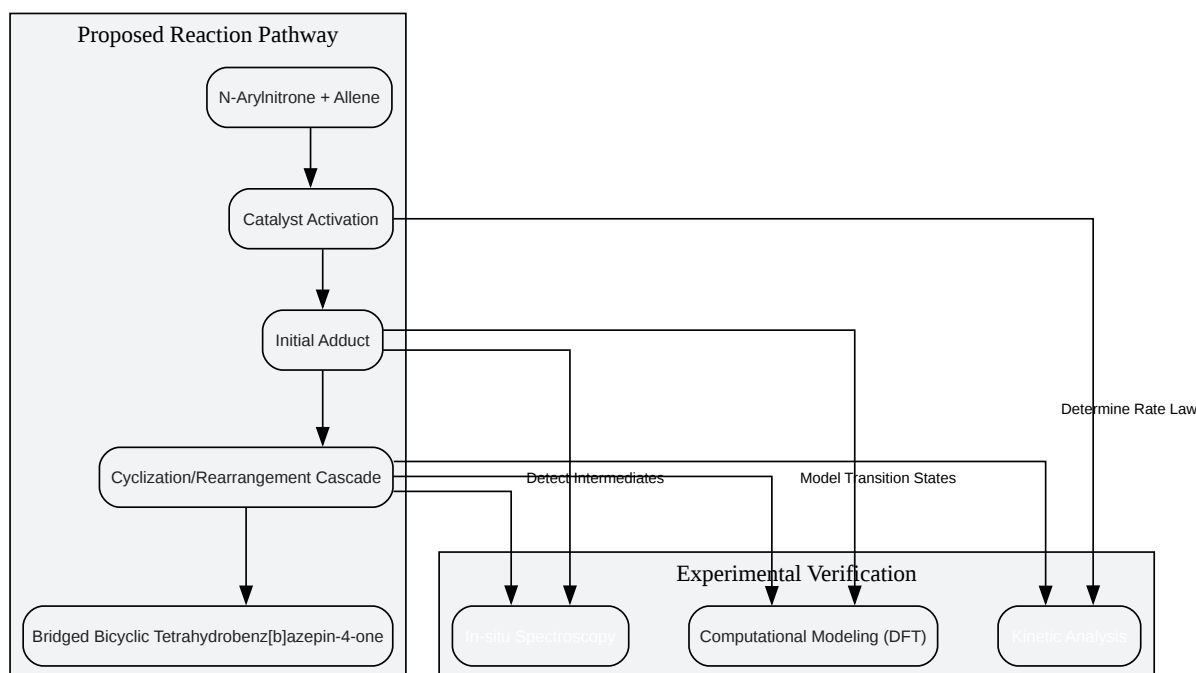 Proposed Reaction Pathway
N-Arylnitrone + Allene
Catalyst Activation
Initial Adduct
Determine Rate Law
Cyclization/Rearrangement Cascade
Detect Intermediates
Model Transition States
Experimental Verification
Bridged Bicyclic Tetrahydrobenz[b]azepin-4-one
In-situ Spectroscopy
Computational Modeling (DFT)
Kinetic Analysis